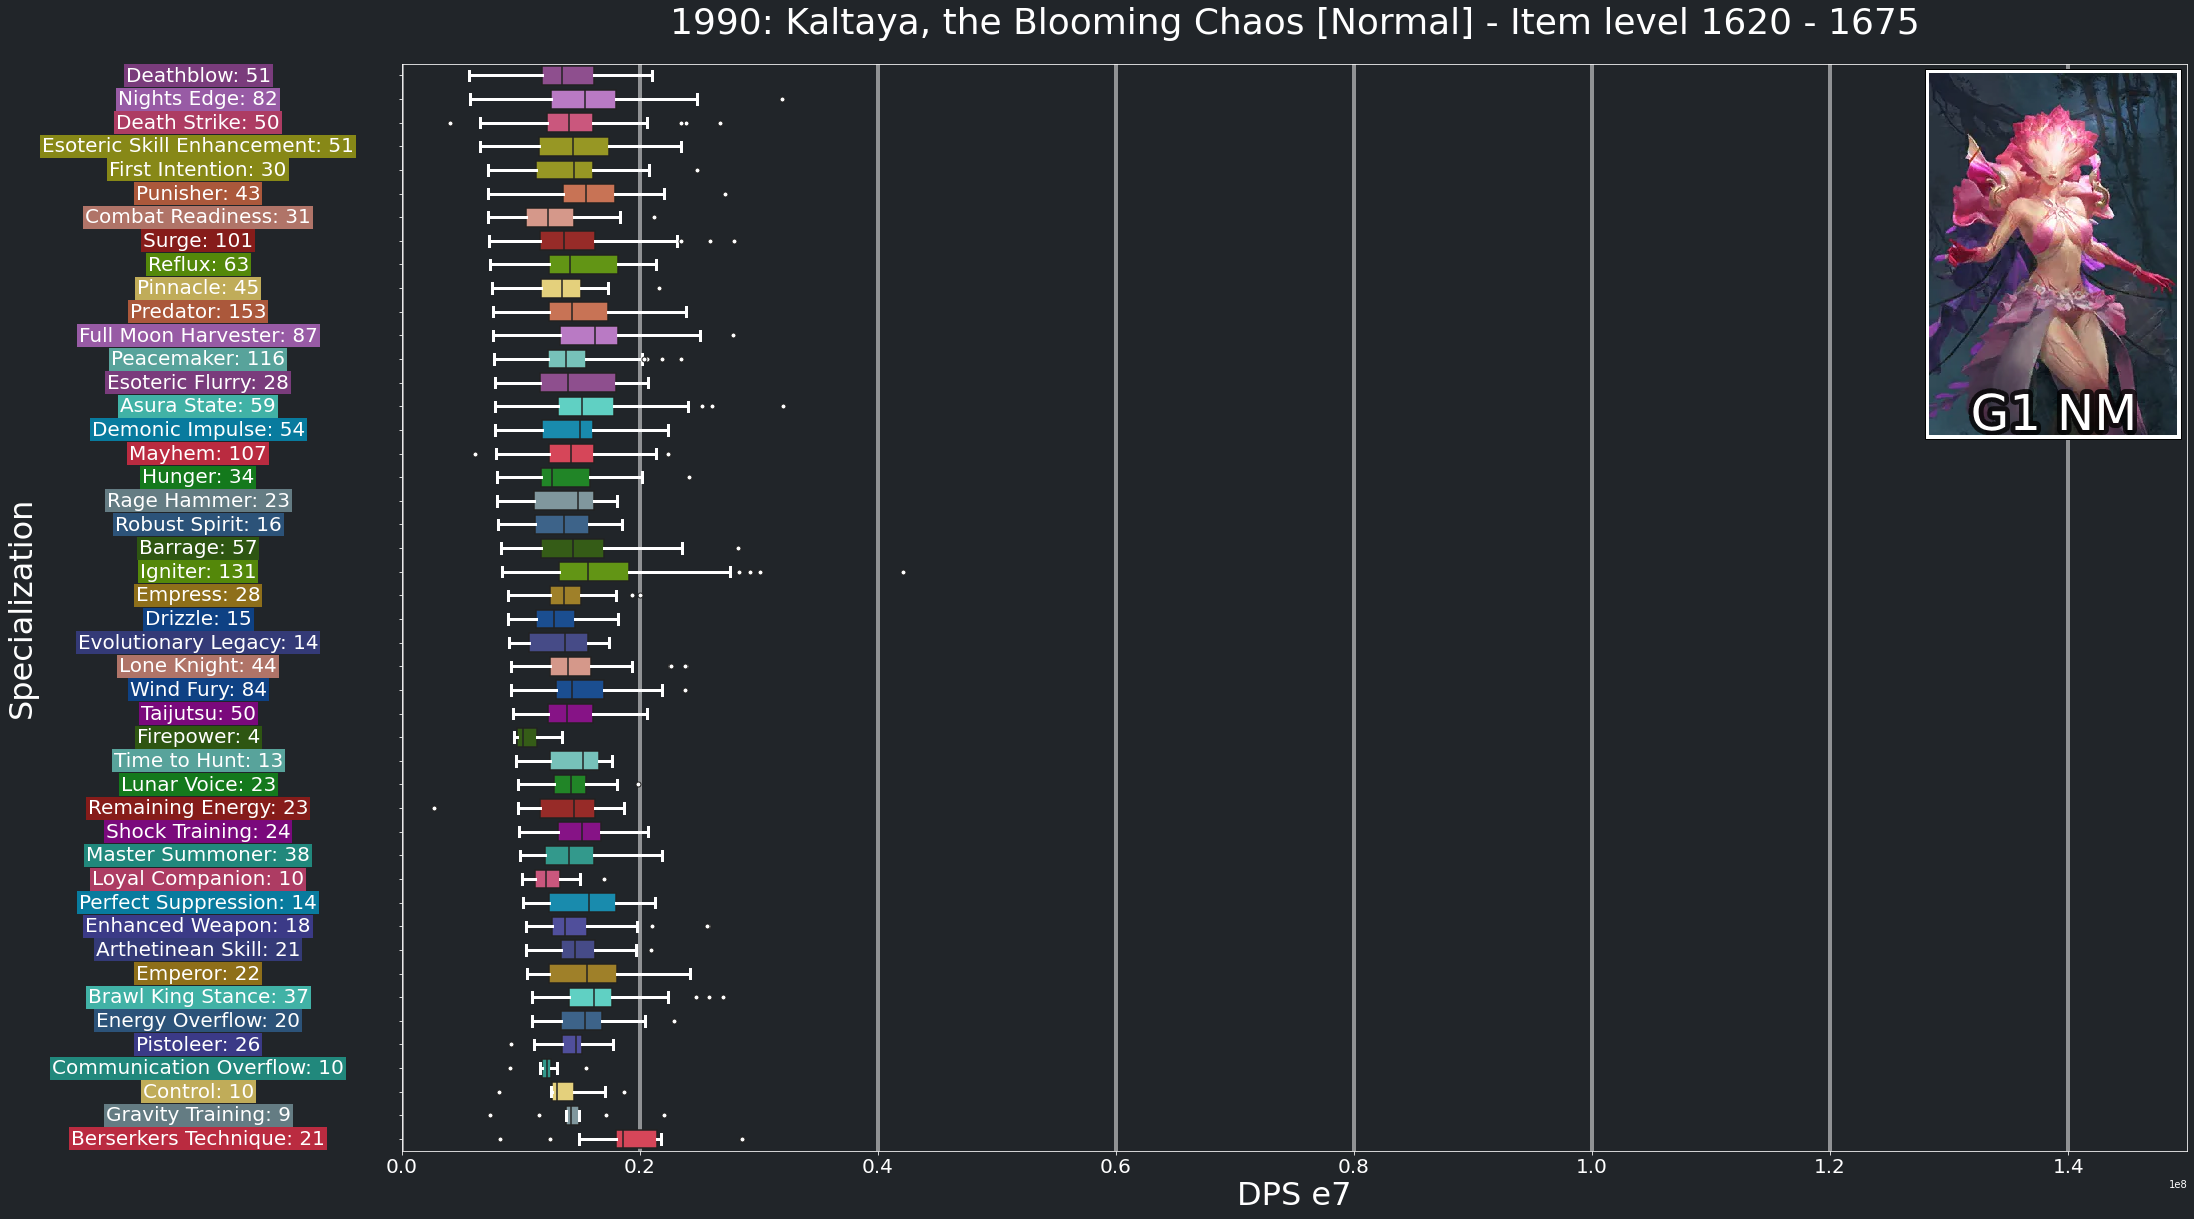 1990: Kaltaya, the Blooming Chaos [Normal] - Item level 1620 - 1675
Deathblow: 51
Nights Edge: 82
Death Strike: 50
Esoteric Skill Enhancement: 51
First Intention: 30
Punisher: 43
Combat Readiness: 31
Surge: 101
Reflux: 63
Pinnacle: 45
Predator: 153
Full Moon Harvester: 87
Peacemaker: 116
Esoteric Flurry: 28
Asura State: 59
Demonic Impulse: 54
Mayhem: 107
Hunger: 34
Rage Hammer: 23
Robust Spirit: 16
Barrage: 57
Igniter: 131
Empress: 28
Drizzle: 15
Evolutionary Legacy: 14
Lone Knight: 44
Wind Fury: 84
Taijutsu: 50
Firepower: 4
Time to Hunt: 13
Lunar Voice: 23
Remaining Energy: 23
Shock Training: 24
Master Summoner: 38
Loyal Companion: 10
Perfect Suppression: 14
Enhanced Weapon: 18
Arthetinean Skill: 21
Emperor: 22
Brawl King Stance: 37
Energy Overflow: 20
Pistoleer: 26
Communication Overflow: 10
Control: 10
Gravity Training: 9
Berserkers Technique: 21
Specialization
G1 NM
0.0 0.2 0.4 0.6 0.8 1.0 1.2 1.4
DPS e7
1e8